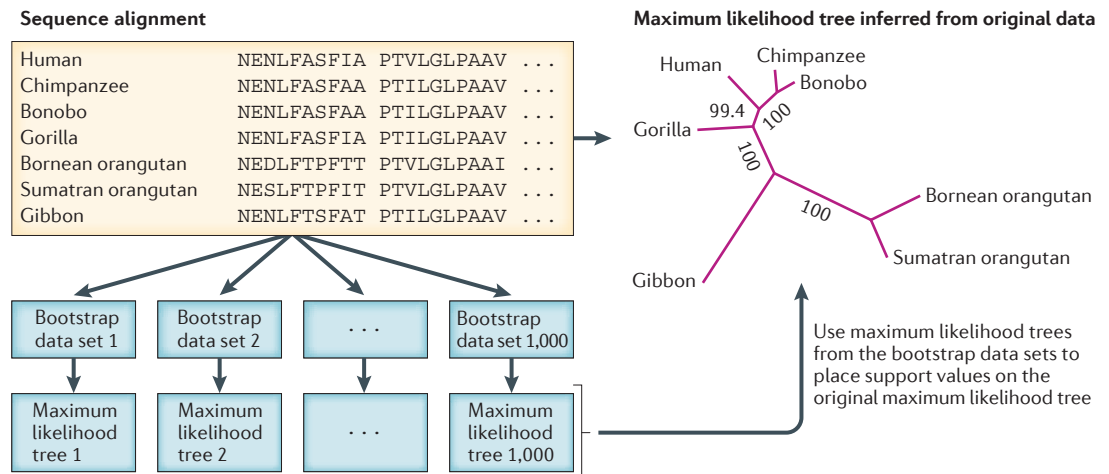 Sequence alignment
Human NENLFASFIA PTVLGLPAAV ...
Chimpanzee NENLFASFAA PTILGLPAAV ...
Bonobo NENLFASFAA PTILGLPAAV ...
Gorilla NENLFASFIA PTILGLPAAV ...
Bornean orangutan NEDLFTPFTT PTVLGLPAAI ...
Sumatran orangutan NESLFTPFIT PTVLGLPAAV ...
Gibbon NENLFTSFAT PTILGLPAAV ...
Bootstrap
data set 1
Bootstrap
data set 2
...
Bootstrap
data set 1,000
Maximum
likelihood
tree 1
Maximum
likelihood
tree 2
...
Maximum
likelihood
tree 1,000
Maximum likelihood tree inferred from original data
Chimpanzee
Human
Bonobo
99.4
100
Gorilla
100
100
Bornean orangutan
Sumatran orangutan
Gibbon
Use maximum likelihood trees
from the bootstrap data sets to
place support values on the
original maximum likelihood tree